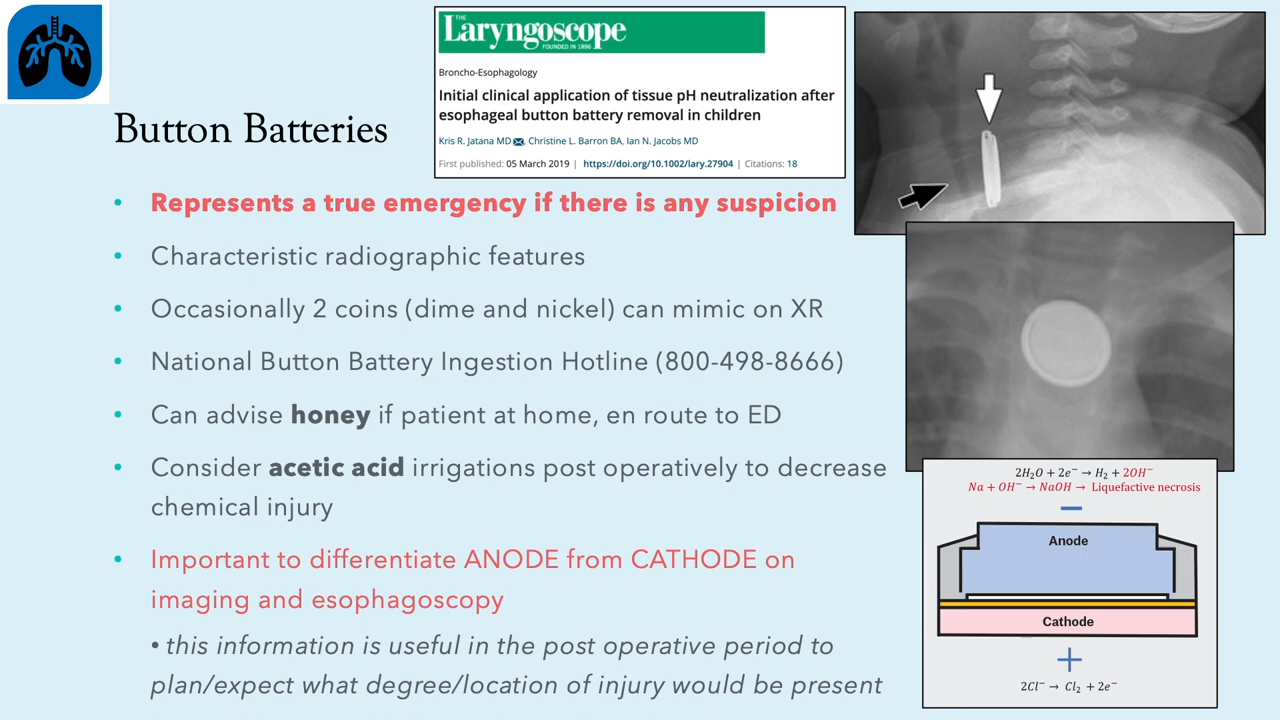 THE
Laryngoscope
FOUNDED IN 1896
Broncho-Esophagology
Initial clinical application of tissue pH neutralization after
esophageal button battery removal in children
Kris R. Jatana MD, Christine L. Barron BA, Ian N. Jacobs MD
First published: 05 March 2019 | https://doi.org/10.1002/lary.27904 | Citations: 18
Button Batteries
• Represents a true emergency if there is any suspicion
• Characteristic radiographic features
• Occasionally 2 coins (dime and nickel) can mimic on XR
• National Button Battery Ingestion Hotline (800-498-8666)
• Can advise honey if patient at home, en route to ED
• Consider acetic acid irrigations post operatively to decrease
chemical injury
• Important to differentiate ANODE from CATHODE on
imaging and esophagoscopy
• this information is useful in the post operative period to
plan/expect what degree/location of injury would be present
2H₂O + 2e⁻ → H₂ + 2OH⁻
Na + OH⁻ → NaOH → Liquefactive necrosis
−
Anode
Cathode
+
2Cl⁻ → Cl₂ + 2e⁻